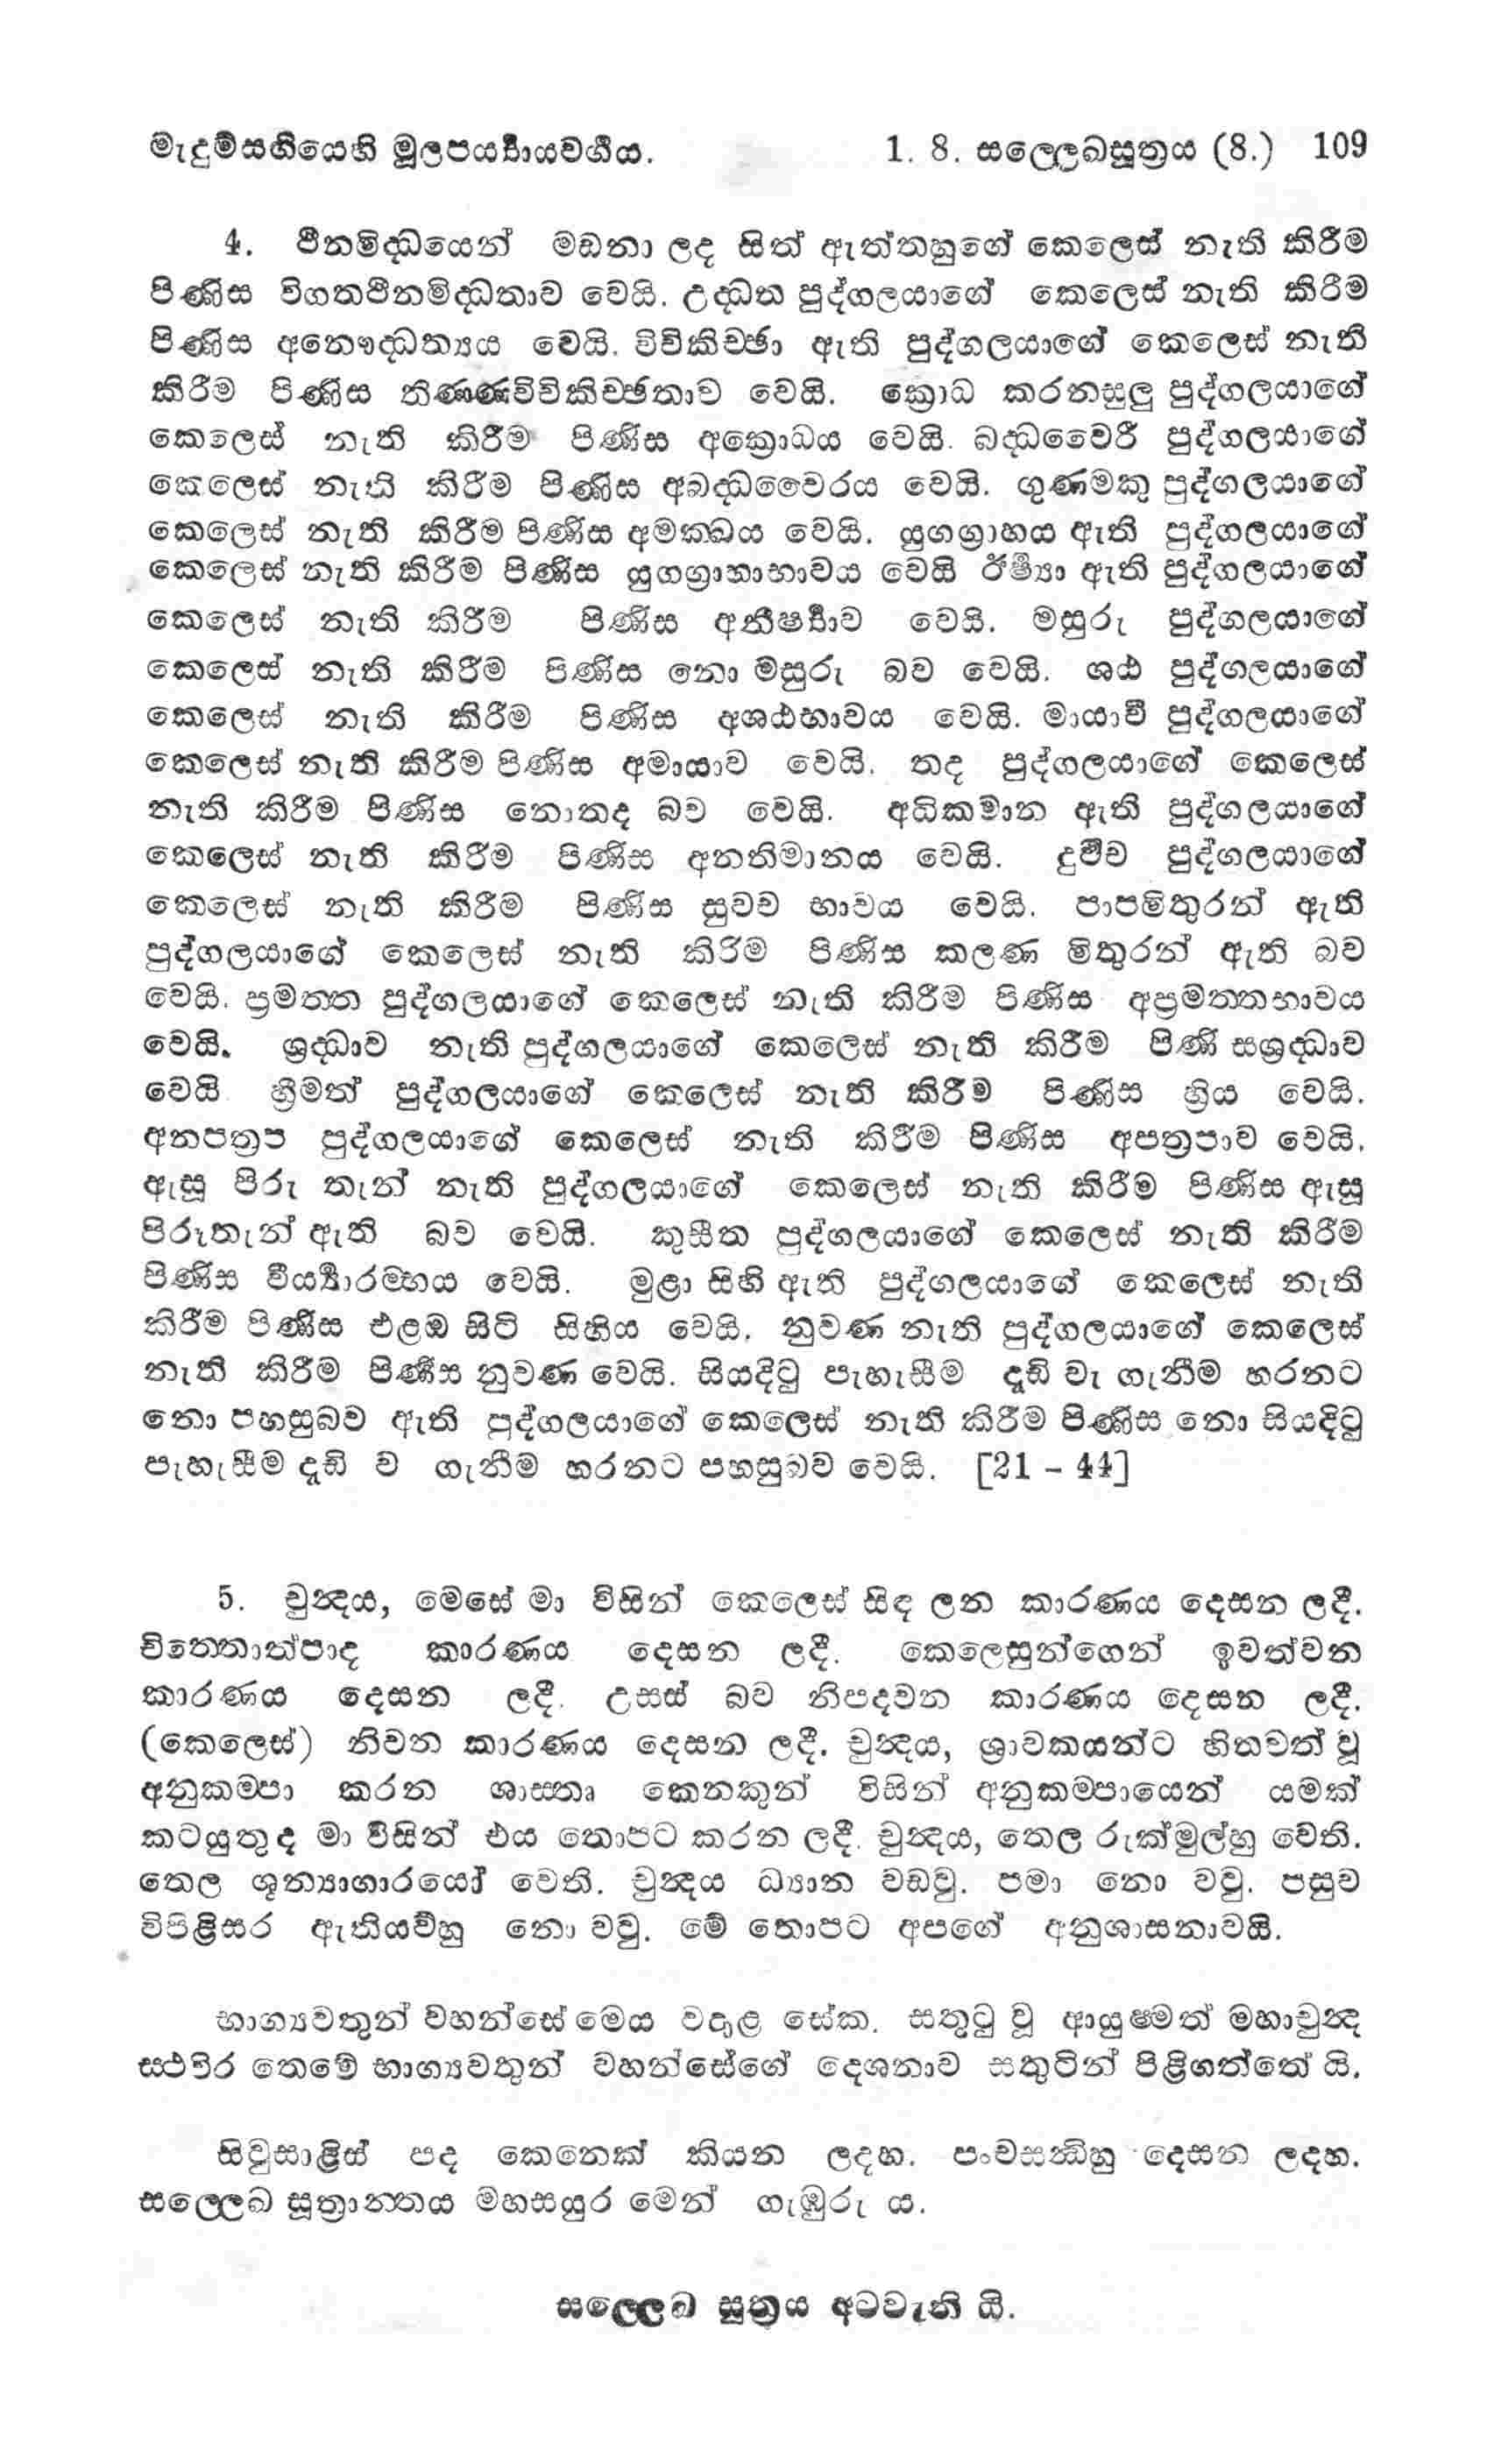 මැදුම්සඟියෙහි මූලපර්‍ය්‍යායවර්‍ගය. 1. 8. සල්ලෙඛසූත්‍රය (8.) 109
4. ථීනමිද්ධයෙන් මඩනා ලද සිත් ඇත්තහුගේ කෙලෙස් නැති කිරීම
පිණිස විගතථීනමිද්ධතාව වෙයි. උද්ධත පුද්ගලයාගේ කෙලෙස් නැති කිරීම
පිණිස අනෞද්ධත්‍යය වෙයි. විචිකිච්ඡා ඇති පුද්ගලයාගේ කෙලෙස් නැති
කිරීම පිණිස තිණ්ණවිචිකිච්ඡතාව වෙයි. ක්‍රොධ කරනසුලු පුද්ගලයාගේ
කෙලෙස් නැති කිරීම පිණිස අක්‍රොධය වෙයි. බද්ධවෛරී පුද්ගලයාගේ
කෙලෙස් නැති කිරීම පිණිස අබද්ධවෛරය වෙයි. ගුණමකු පුද්ගලයාගේ
කෙලෙස් නැති කිරීම පිණිස අමක්ඛය වෙයි. යුගග්‍රාහය ඇති පුද්ගලයාගේ
කෙලෙස් නැති කිරීම පිණිස යුගග්‍රාහාභාවය වෙයි ඊර්‍ෂ්‍යා ඇති පුද්ගලයාගේ
කෙලෙස් නැති කිරීම පිණිස අනීර්‍ෂ්‍යාව වෙයි. මසුරු පුද්ගලයාගේ
කෙලෙස් නැති කිරීම පිණිස නො මසුරු බව වෙයි. ශඨ පුද්ගලයාගේ
කෙලෙස් නැති කිරීම පිණිස අශඨභාවය වෙයි. මායාවී පුද්ගලයාගේ
කෙලෙස් නැති කිරීම පිණිස අමායාව වෙයි. තද පුද්ගලයාගේ කෙලෙස්
නැති කිරීම පිණිස නොතද බව වෙයි. අධිකමාන ඇති පුද්ගලයාගේ
කෙලෙස් නැති කිරීම පිණිස අනතිමානය වෙයි. දුර්‍වච පුද්ගලයාගේ
කෙලෙස් නැති කිරීම පිණිස සුවච භාවය වෙයි. පාපමිතුරන් ඇති
පුද්ගලයාගේ කෙලෙස් නැති කිරීම පිණිස කලණ මිතුරන් ඇති බව
වෙයි. ප්‍රමත්ත පුද්ගලයාගේ කෙලෙස් නැති කිරීම පිණිස අප්‍රමත්තභාවය
වෙයි. ශ්‍රද්ධාව නැති පුද්ගලයාගේ කෙලෙස් නැති කිරීම පිණි සශ්‍රද්ධාව
වෙයි හ්‍රීමත් පුද්ගලයාගේ කෙලෙස් නැති කිරීම පිණිස හ්‍රිය වෙයි.
අනපත්‍රප පුද්ගලයාගේ කෙලෙස් නැති කිරීම පිණිස අපත්‍රපාව වෙයි.
ඇසූ පිරූ තැන් නැති පුද්ගලයාගේ කෙලෙස් නැති කිරීම පිණිස ඇසූ
පිරූතැන් ඇති බව වෙයි. කුසීත පුද්ගලයාගේ කෙලෙස් නැති කිරීම
පිණිස වීර්‍ය්‍යාරම්භය වෙයි. මුළා සිහි ඇති පුද්ගලයාගේ කෙලෙස් නැති
කිරීම පිණිස එළඹ සිටි සිහිය වෙයි. නුවණ නැති පුද්ගලයාගේ කෙලෙස්
නැති කිරීම පිණිස නුවණ වෙයි. සියදිටු පැහැසීම දැඩි වැ ගැනීම හරනට
නො පහසුබව ඇති පුද්ගලයාගේ කෙලෙස් නැති කිරීම පිණිස නො සියදිටු
පැහැසීම දැඩි ව ගැනීම හරනට පහසුබව වෙයි. [21 - 44]
5. චුන්දය, මෙසේ මා විසින් කෙලෙස් සිඳ ලන කාරණය දෙසන ලදී.
චිත්තොත්පාද කාරණය දෙසන ලදී. කෙලෙසුන්ගෙන් ඉවත්වන
කාරණය දෙසන ලදී. උසස් බව නිපදවන කාරණය දෙසන ලදී.
(කෙලෙස්) නිවන කාරණය දෙසන ලදී. චුන්දය, ශ්‍රාවකයන්ට හිතවත් වූ
අනුකම්පා කරන ශාස්තෘ කෙනකුන් විසින් අනුකම්පායෙන් යමක්
කටයුතුද මා විසින් එය තොපට කරන ලදී. චුන්දය, තෙල රුක්මුල්හු වෙති.
තෙල ශූන්‍යාගාරයෝ වෙති. චුන්දය ධ්‍යාන වඩවු. පමා නො වවු. පසුව
විපිළිසර ඇතියව්හු නො වවු. මේ තොපට අපගේ අනුශාසනාවයි.
භාග්‍යවතුන් වහන්සේ මෙය වදාළ සේක. සතුටු වූ ආයුෂ්මත් මහාචුන්ද
ස්ථවිර තෙමේ භාග්‍යවතුන් වහන්සේගේ දෙශනාව සතුටින් පිළිගත්තේ යි.
සිවුසාළිස් පද කෙනෙක් කියන ලදහ. පංචසන්ධිහු දෙසන ලදහ.
සල්ලෙඛ සූත්‍රාන්තය මහසයුර මෙන් ගැඹුරු ය.
සල්ලෙඛ සූත්‍රය අටවැනි යි.